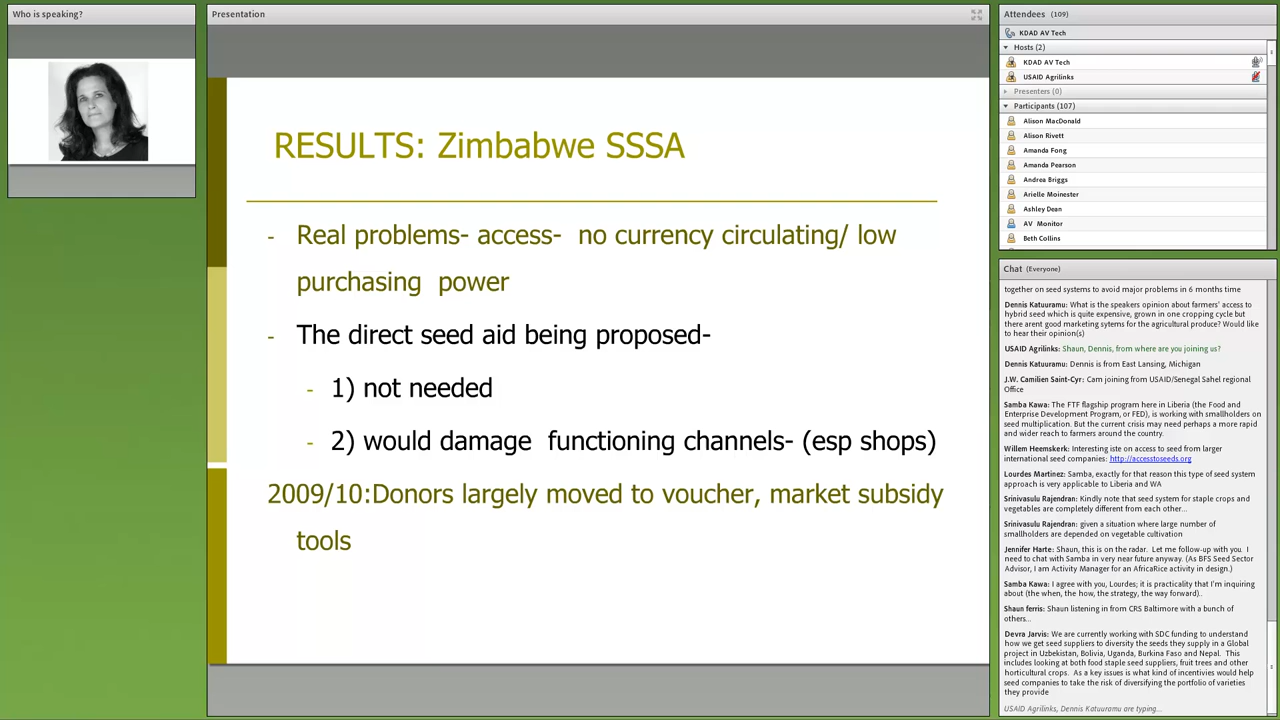 Who is speaking?
Presentation
RESULTS: Zimbabwe SSSA
- Real problems- access- no currency circulating/ low
purchasing power
- The direct seed aid being proposed-
- 1) not needed
- 2) would damage functioning channels- (esp shops)
2009/10:Donors largely moved to voucher, market subsidy
tools
Attendees (109)
KDAD AV Tech
Hosts (2)
KDAD AV Tech
USAID Agrilinks
Presenters (0)
Participants (107)
Alison MacDonald
Alison Rivett
Amanda Fong
Amanda Pearson
Andrea Briggs
Arielle Moinester
Ashley Dean
AV Monitor
Beth Collins
Chat (Everyone)
together on seed systems to avoid major problems in 6 months time
Dennis Katuuramu: What is the speakers opinion about farmers' access to
hybrid seed which is quite expensive, grown in one cropping cycle but
there arent good marketing sytems for the agricultural produce? Would like
to hear their opinion(s)
USAID Agrilinks: Shaun, Dennis, from where are you joining us?
Dennis Katuuramu: Dennis is from East Lansing, Michigan
J.W. Camilien Saint-Cyr: Cam joining from USAID/Senegal Sahel regional
Office
Samba Kawa: The FTF flagship program here in Liberia (the Food and
Enterprise Development Program, or FED), is working with smallholders on
seed multiplication. But the current crisis may need perhaps a more rapid
and wider reach to farmers around the country.
Willem Heemskerk: Interesting iste on access to seed from larger
international seed companies: http://accesstoseeds.org
Lourdes Martinez: Samba, exactly for that reason this type of seed system
approach is very applicable to Liberia and WA
Srinivasulu Rajendran: Kindly note that seed system for staple crops and
vegetables are completely different from each other...
Srinivasulu Rajendran: given a situation where large number of
smallholders are depended on vegetable cultivation
Jennifer Harte: Shaun, this is on the radar. Let me follow-up with you. I
need to chat with Samba in very near future anyway. (As BFS Seed Sector
Advisor, I am Activity Manager for an AfricaRice activity in design.)
Samba Kawa: I agree with you, Lourdes; it is practicality that I'm inquiring
about (the when, the how, the strategy, the way forward)..
Shaun ferris: Shaun listening in from CRS Baltimore with a bunch of
others...
Devra Jarvis: We are currently working with SDC funding to understand
how we get seed suppliers to diversity the seeds they supply in a Global
project in Uzbekistan, Bolivia, Uganda, Burkina Faso and Nepal. This
includes looking at both food staple seed suppliers, fruit trees and other
horticultural crops. As a key issues is what kind of incentivies would help
seed companies to take the risk of diversifying the portfolio of varieties
they provide
USAID Agrilinks, Dennis Katuuramu are typing...